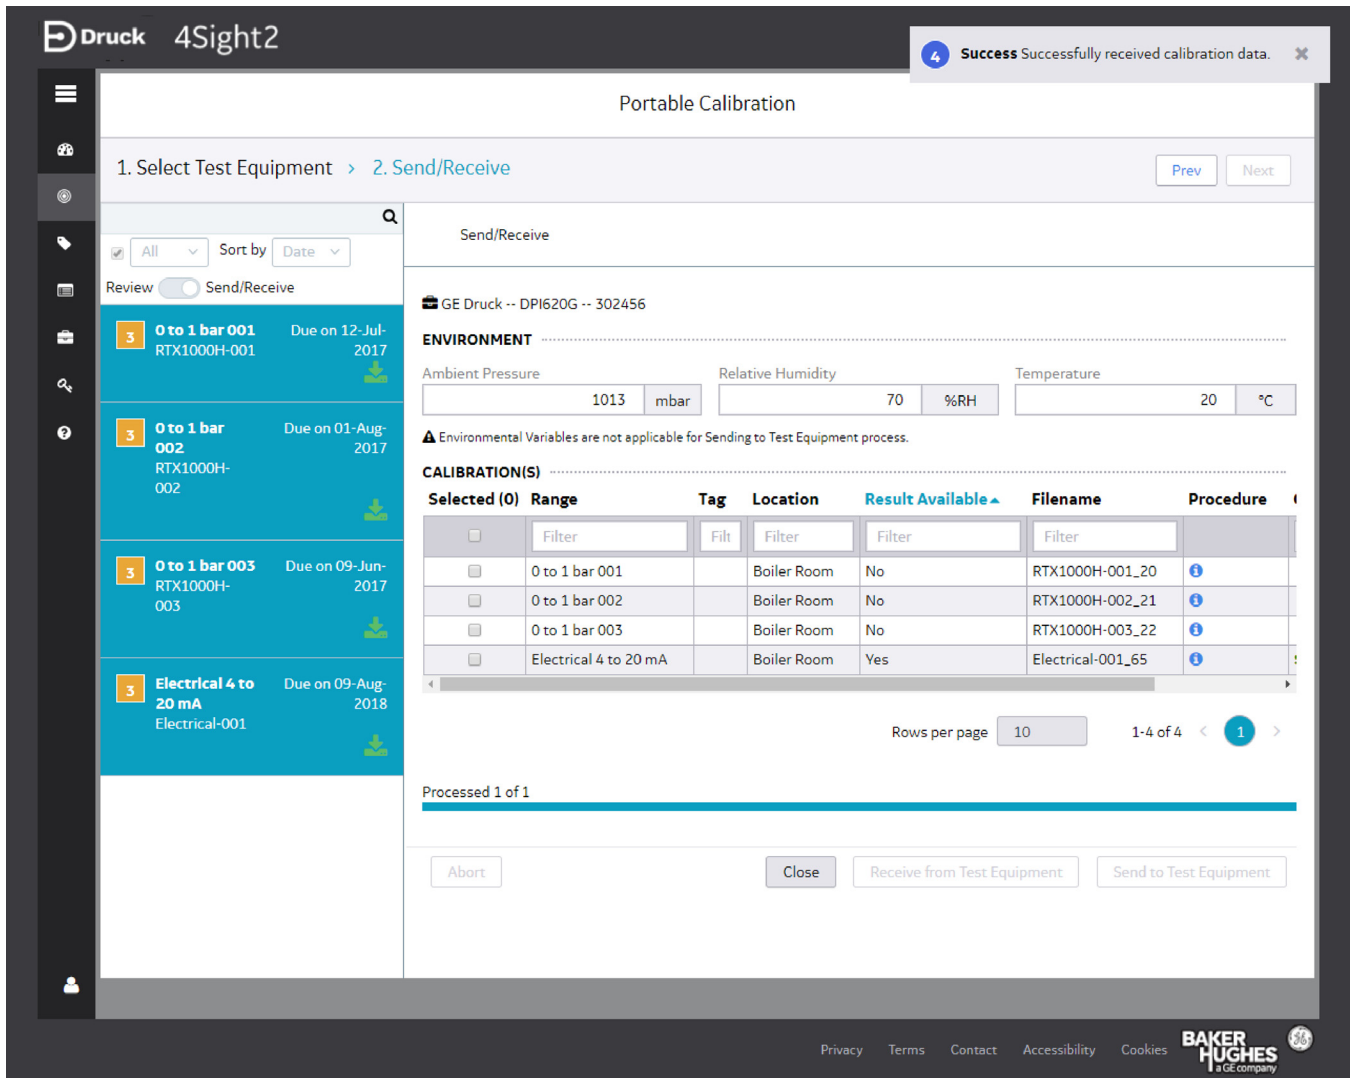 Druck 4Sight2
4 Success Successfully received calibration data.
Portable Calibration
1. Select Test Equipment > 2. Send/Receive
Prev Next
All Sort by Date
Review Send/Receive
3 0 to 1 bar 001 Due on 12-Jul-
RTX1000H-001 2017
3 0 to 1 bar Due on 01-Aug-
002 2017
RTX1000H-
002
3 0 to 1 bar 003 Due on 09-Jun-
RTX1000H- 2017
003
3 Electrical 4 to Due on 09-Aug-
20 mA 2018
Electrical-001
Send/Receive
GE Druck -- DPI620G -- 302456
ENVIRONMENT
Ambient Pressure Relative Humidity Temperature
1013 mbar 70 %RH 20 °C
Environmental Variables are not applicable for Sending to Test Equipment process.
CALIBRATION(S)
Selected (0) Range Tag Location Result Available Filename Procedure
Filter Filt Filter Filter Filter
0 to 1 bar 001 Boiler Room No RTX1000H-001_20
0 to 1 bar 002 Boiler Room No RTX1000H-002_21
0 to 1 bar 003 Boiler Room No RTX1000H-003_22
Electrical 4 to 20 mA Boiler Room Yes Electrical-001_65
Rows per page 10 1-4 of 4 < 1 >
Processed 1 of 1
Abort Close Receive from Test Equipment Send to Test Equipment
Privacy Terms Contact Accessibility Cookies
BAKER
HUGHES
a GE company